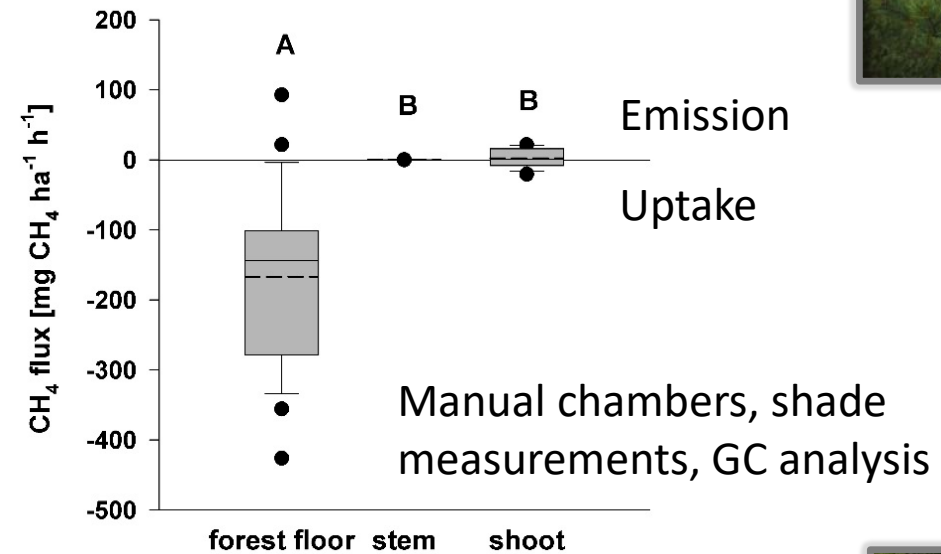 CH₄ flux [mg CH₄ ha⁻¹ h⁻¹]
200
100
0
-100
-200
-300
-400
-500
A
B
B
Emission
Uptake
Manual chambers, shade
measurements, GC analysis
forest floor stem shoot